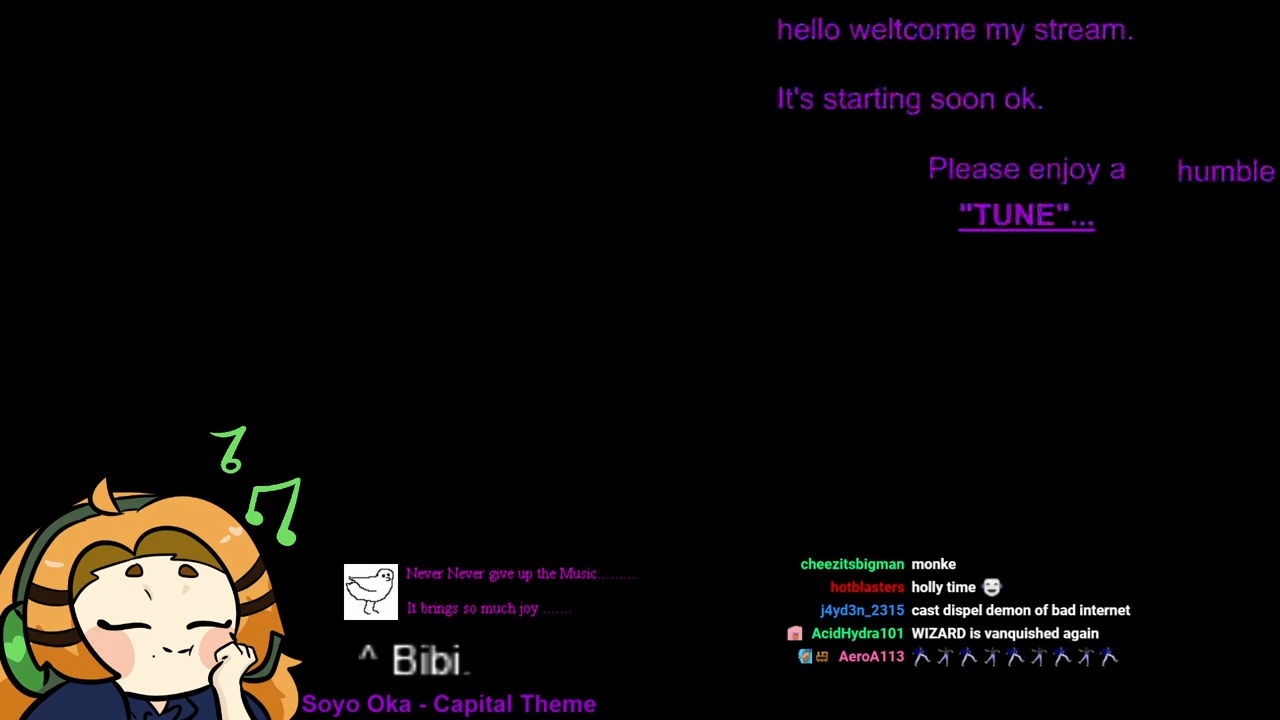 hello weltcome my stream.
It's starting soon ok.
Please enjoy a humble
"TUNE"...
Never Never give up the Music.........
It brings so much joy .......
^ Bibi.
Soyo Oka - Capital Theme
cheezitsbigman monke
hotblasters holly time
j4yd3n_2315 cast dispel demon of bad internet
AcidHydra101 WIZARD is vanquished again
AeroA113